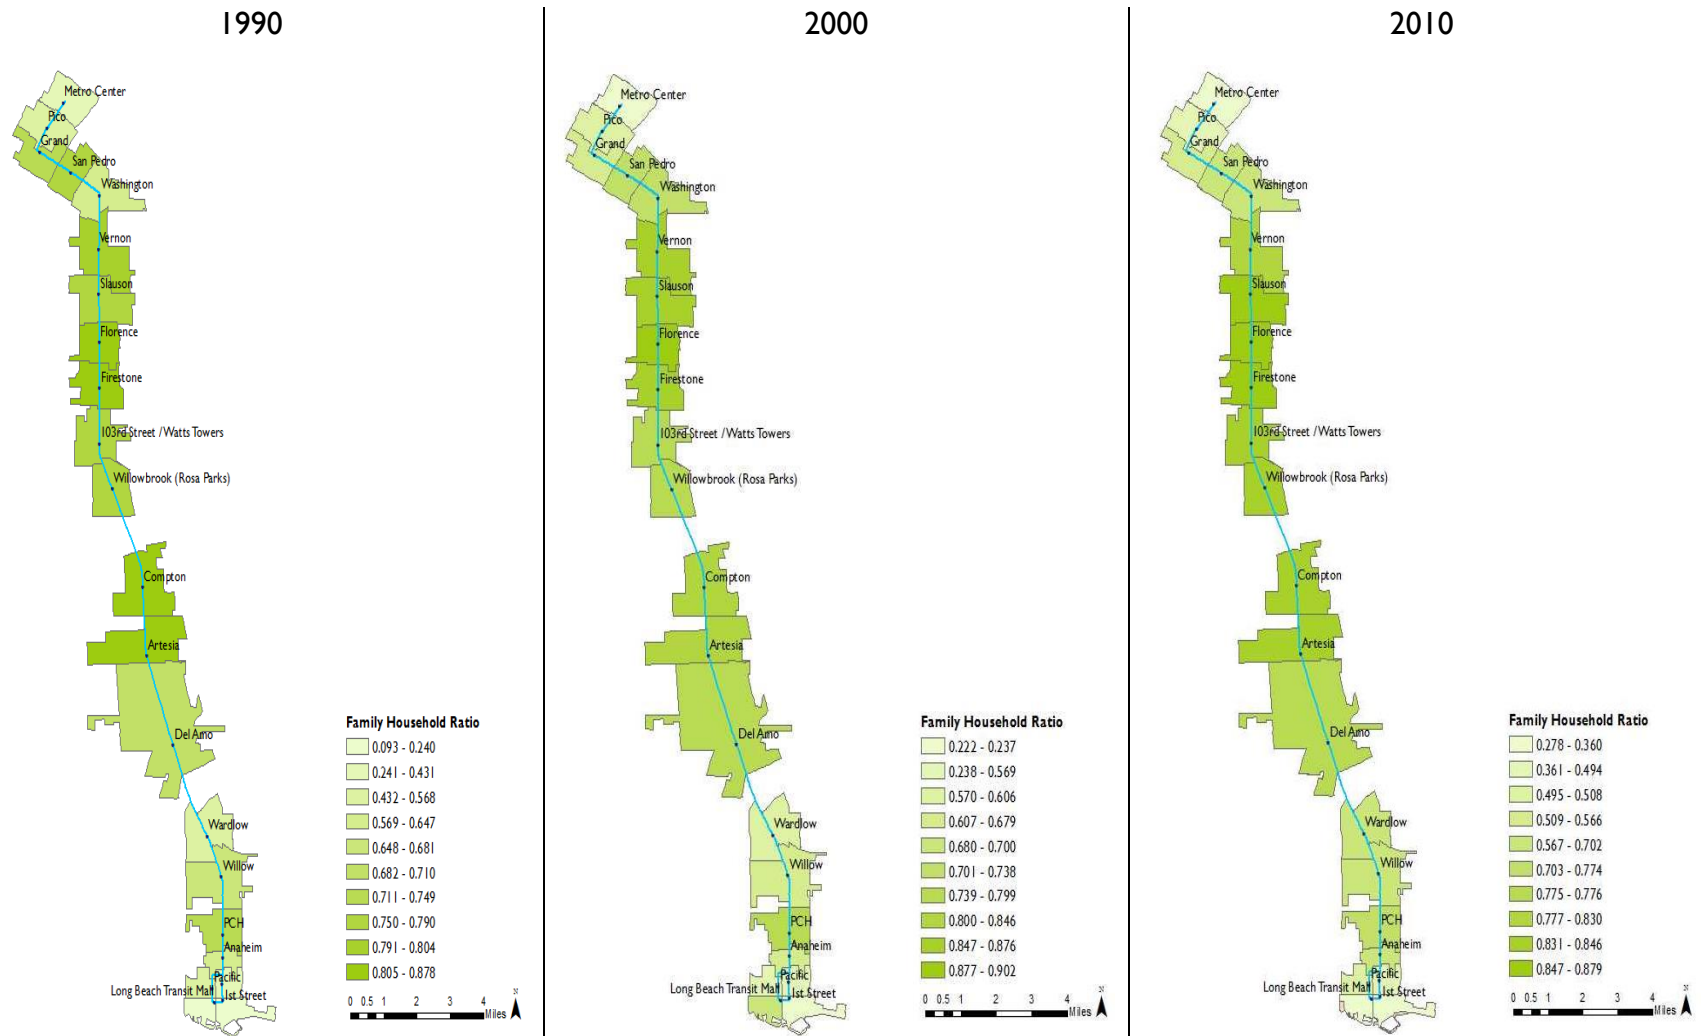 1990
Metro Center
Pico
Grand
San Pedro
Washington
Vernon
Slauson
Florence
Firestone
103rd Street / Watts Towers
Willowbrook (Rosa Parks)
Compton
Artesia
Del Amo
Wardlow
Willow
PCH
Anaheim
Pacific
Long Beach Transit Mall
1st Street
Family Household Ratio
0.093 - 0.240
0.241 - 0.431
0.432 - 0.568
0.569 - 0.647
0.648 - 0.681
0.682 - 0.710
0.711 - 0.749
0.750 - 0.790
0.791 - 0.804
0.805 - 0.878
0 0.5 1 2 3 4
Miles
2000
Metro Center
Pico
Grand
San Pedro
Washington
Vernon
Slauson
Florence
Firestone
103rd Street / Watts Towers
Willowbrook (Rosa Parks)
Compton
Artesia
Del Amo
Wardlow
Willow
PCH
Anaheim
Pacific
Long Beach Transit Mall
1st Street
Family Household Ratio
0.222 - 0.237
0.238 - 0.569
0.570 - 0.606
0.607 - 0.679
0.680 - 0.700
0.701 - 0.738
0.739 - 0.799
0.800 - 0.846
0.847 - 0.876
0.877 - 0.902
0 0.5 1 2 3 4
Miles
2010
Metro Center
Pico
Grand
San Pedro
Washington
Vernon
Slauson
Florence
Firestone
103rd Street / Watts Towers
Willowbrook (Rosa Parks)
Compton
Artesia
Del Amo
Wardlow
Willow
PCH
Anaheim
Pacific
Long Beach Transit Mall
1st Street
Family Household Ratio
0.278 - 0.360
0.361 - 0.494
0.495 - 0.508
0.509 - 0.566
0.567 - 0.702
0.703 - 0.774
0.775 - 0.776
0.777 - 0.830
0.831 - 0.846
0.847 - 0.879
0 0.5 1 2 3 4
Miles